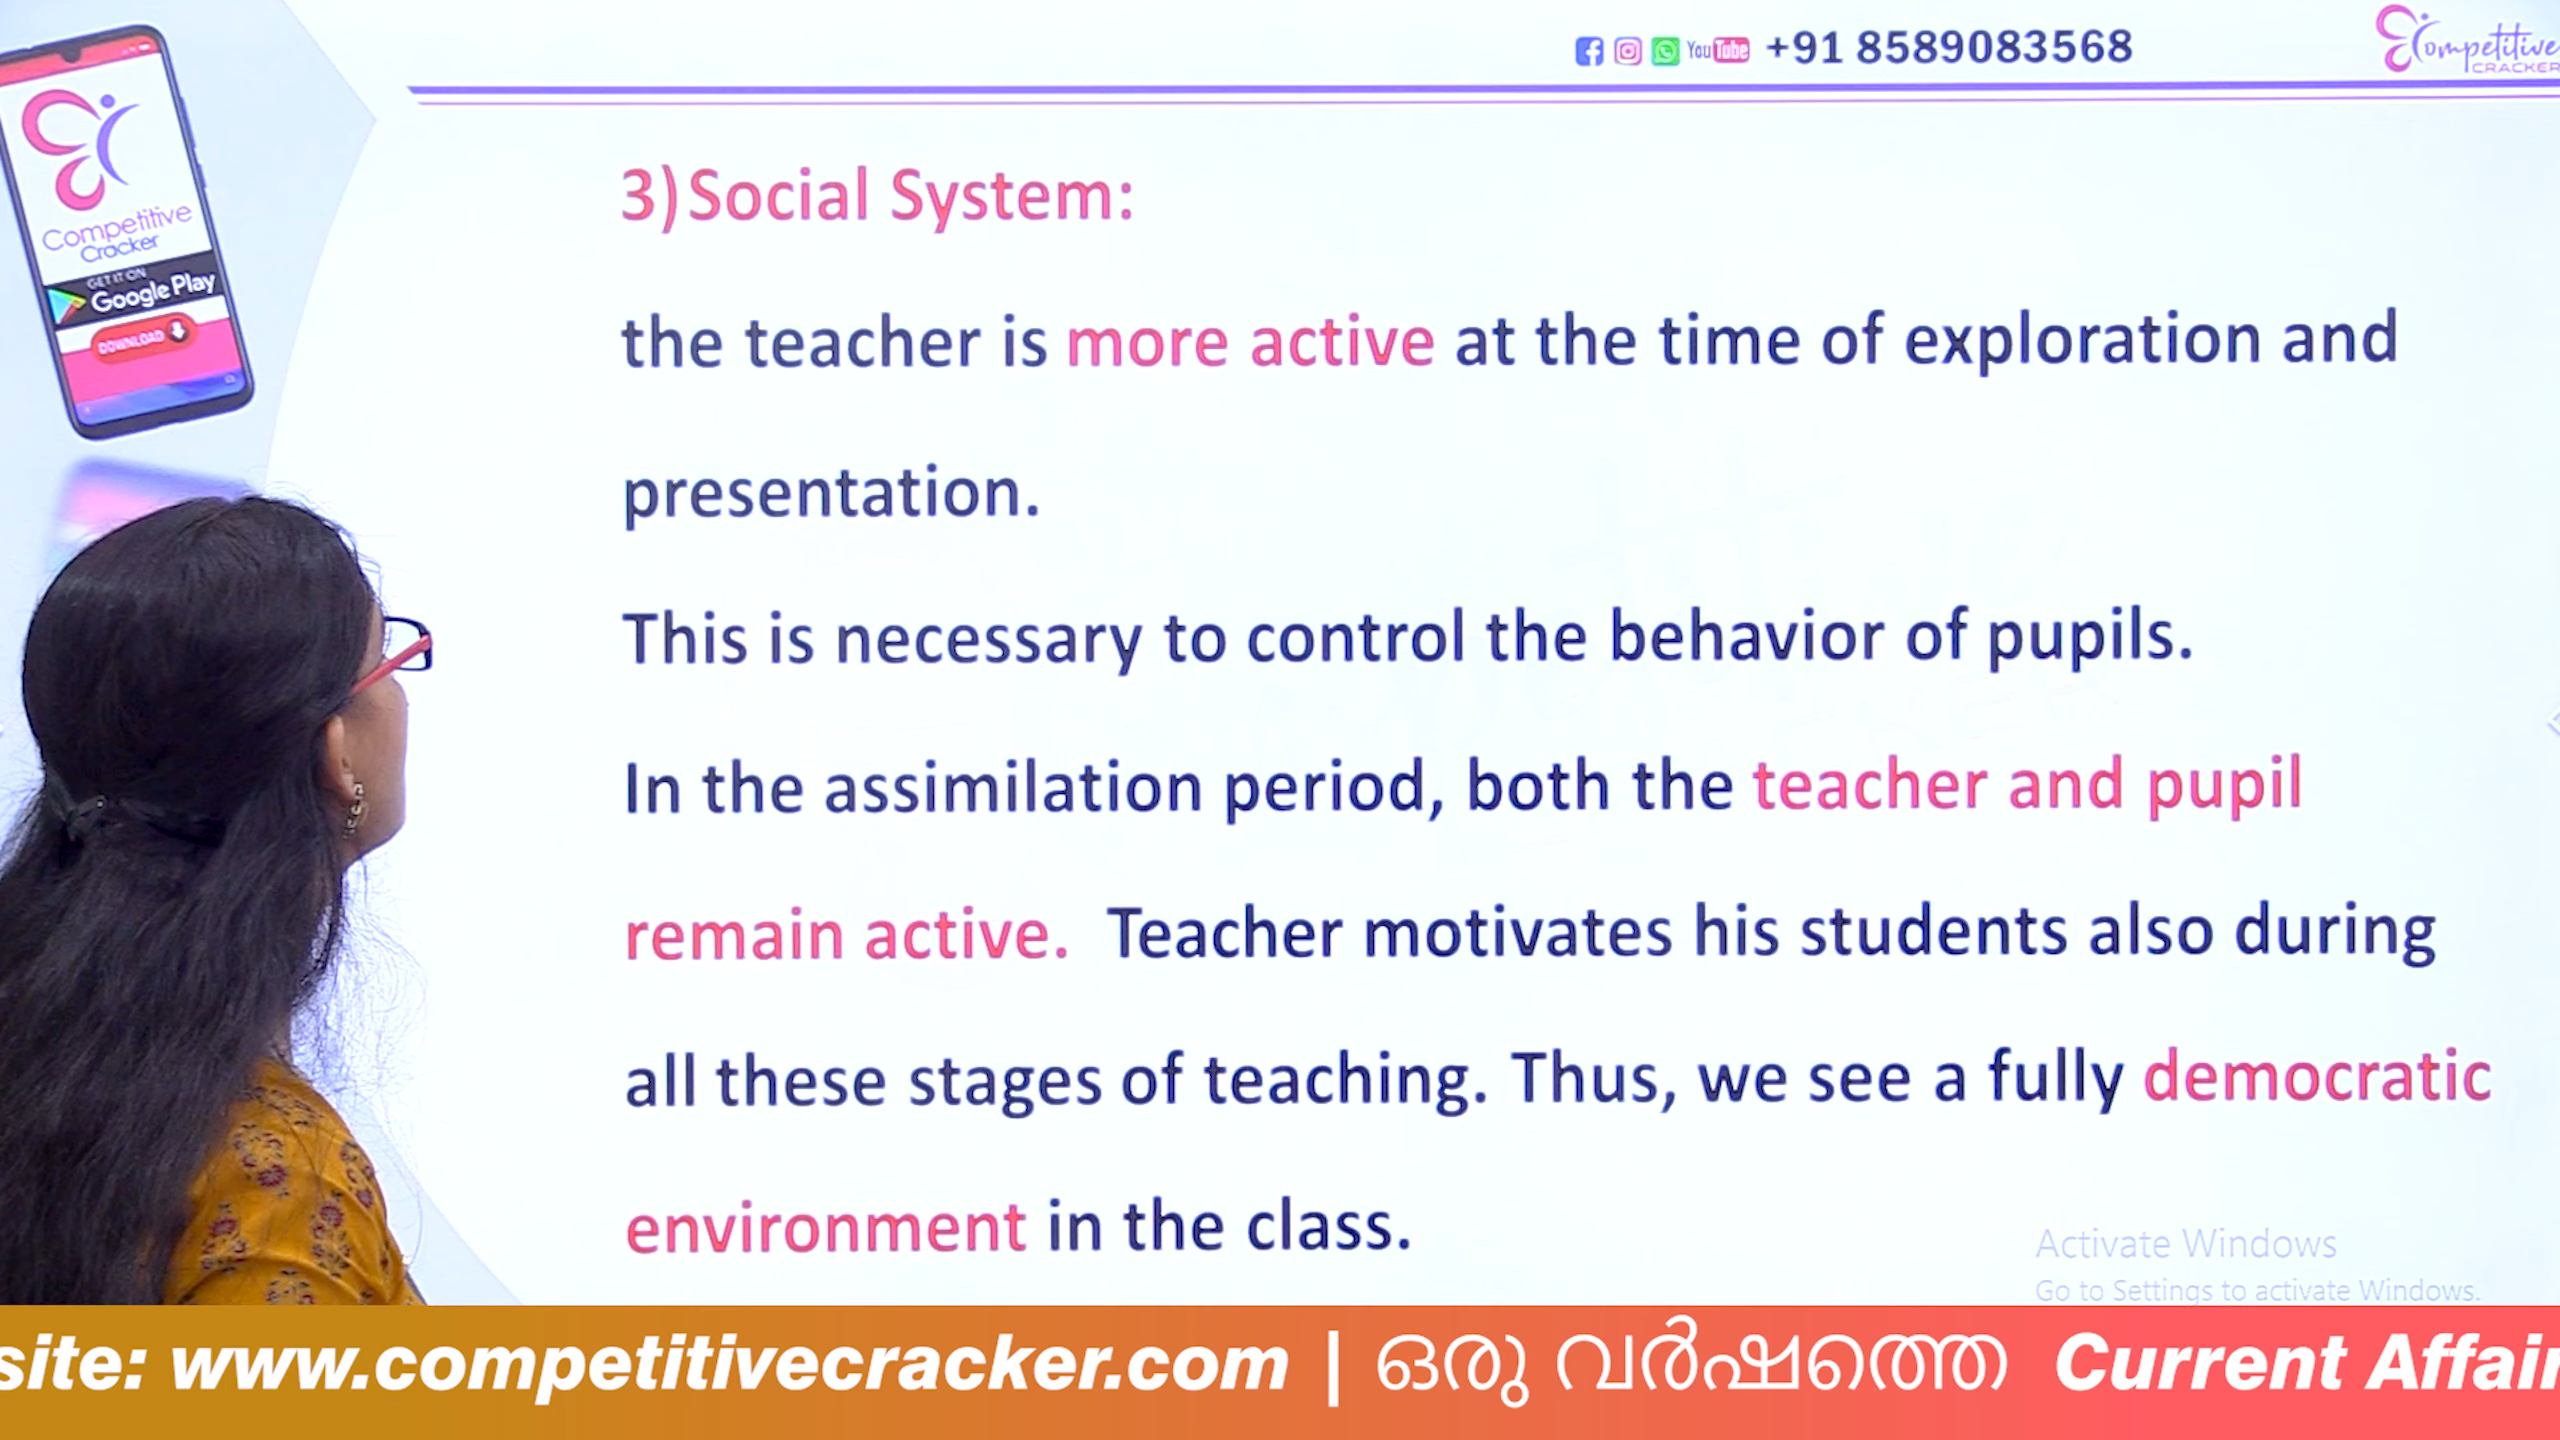 You Tube +91 8589083568
Competitive
CRACKER
Competitive
Cracker
GET IT ON
Google Play
DOWNLOAD
3) Social System:
the teacher is more active at the time of exploration and
presentation.
This is necessary to control the behavior of pupils.
In the assimilation period, both the teacher and pupil
remain active. Teacher motivates his students also during
all these stages of teaching. Thus, we see a fully democratic
environment in the class.
Activate Windows
Go to Settings to activate Windows.
site: www.competitivecracker.com | ഒരു വർഷത്തെ Current Affair